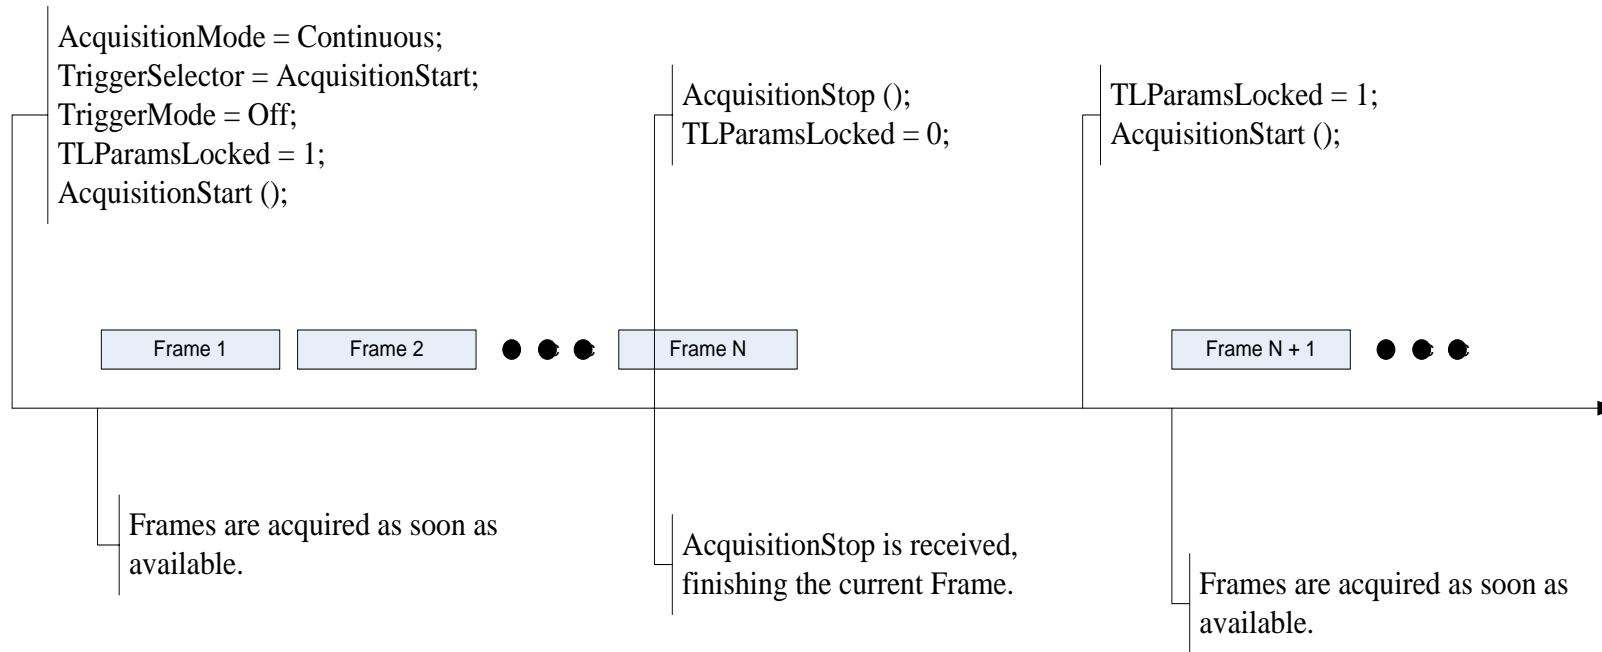 AcquisitionMode = Continuous;
TriggerSelector = AcquisitionStart;
TriggerMode = Off;
TLParamsLocked = 1;
AcquisitionStart ();
AcquisitionStop ();
TLParamsLocked = 0;
TLParamsLocked = 1;
AcquisitionStart ();
Frame 1
Frame 2
Frame N
Frame N + 1
Frames are acquired as soon as
available.
AcquisitionStop is received,
finishing the current Frame.
Frames are acquired as soon as
available.